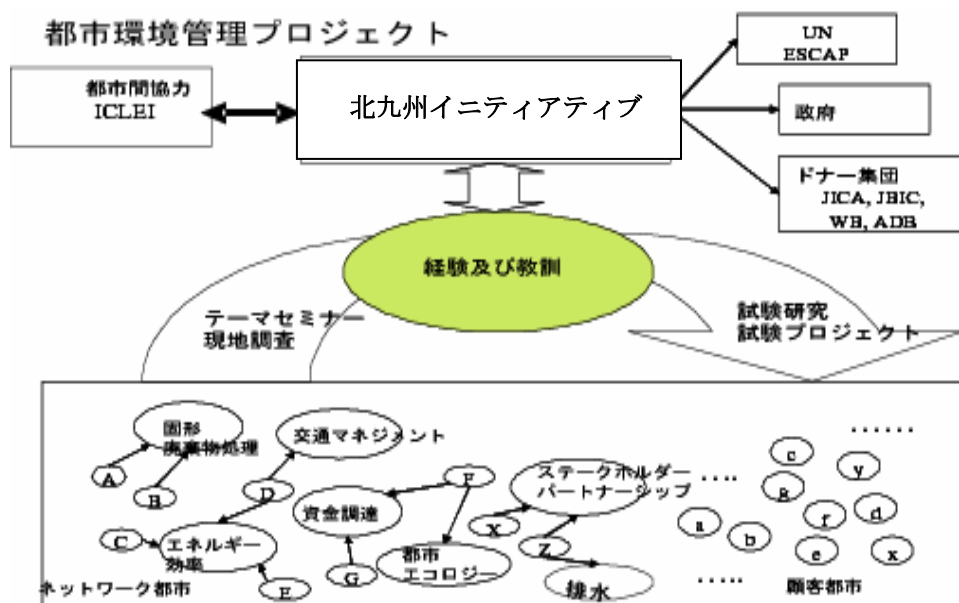 都市環境管理プロジェクト
UN
ESCAP
都市間協力
ICLEI
北九州イニティアティブ
政府
ドナー集団
JICA, JBIC,
WB, ADB
経験及び教訓
テーマセミナー
現地調査
試験研究
試験プロジェクト
固形
廃棄物処理
交通マネジメント
ステークホルダー
パートナーシップ
......
c
y
A
B
D
F
.....
g
資金調達
X
a
b
f
d
C
エネルギー
効率
都市
エコロジー
Z
e
x
E
G
排水
.....
ネットワーク都市
顧客都市